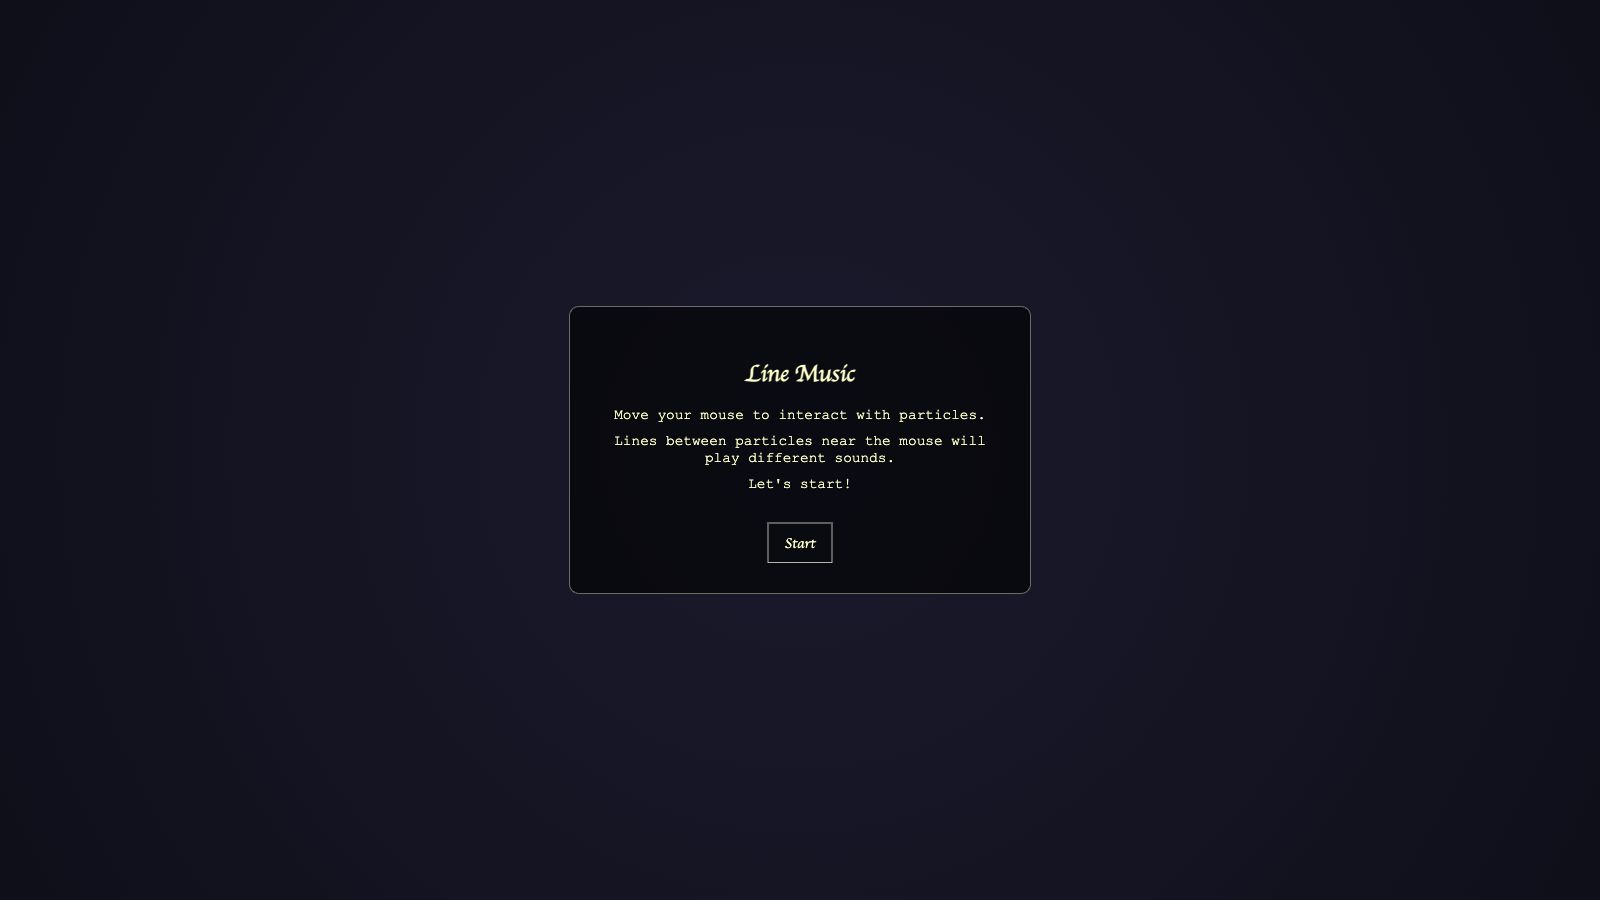 Line Music
Move your mouse to interact with particles.
Lines between particles near the mouse will
play different sounds.
Let's start!
Start